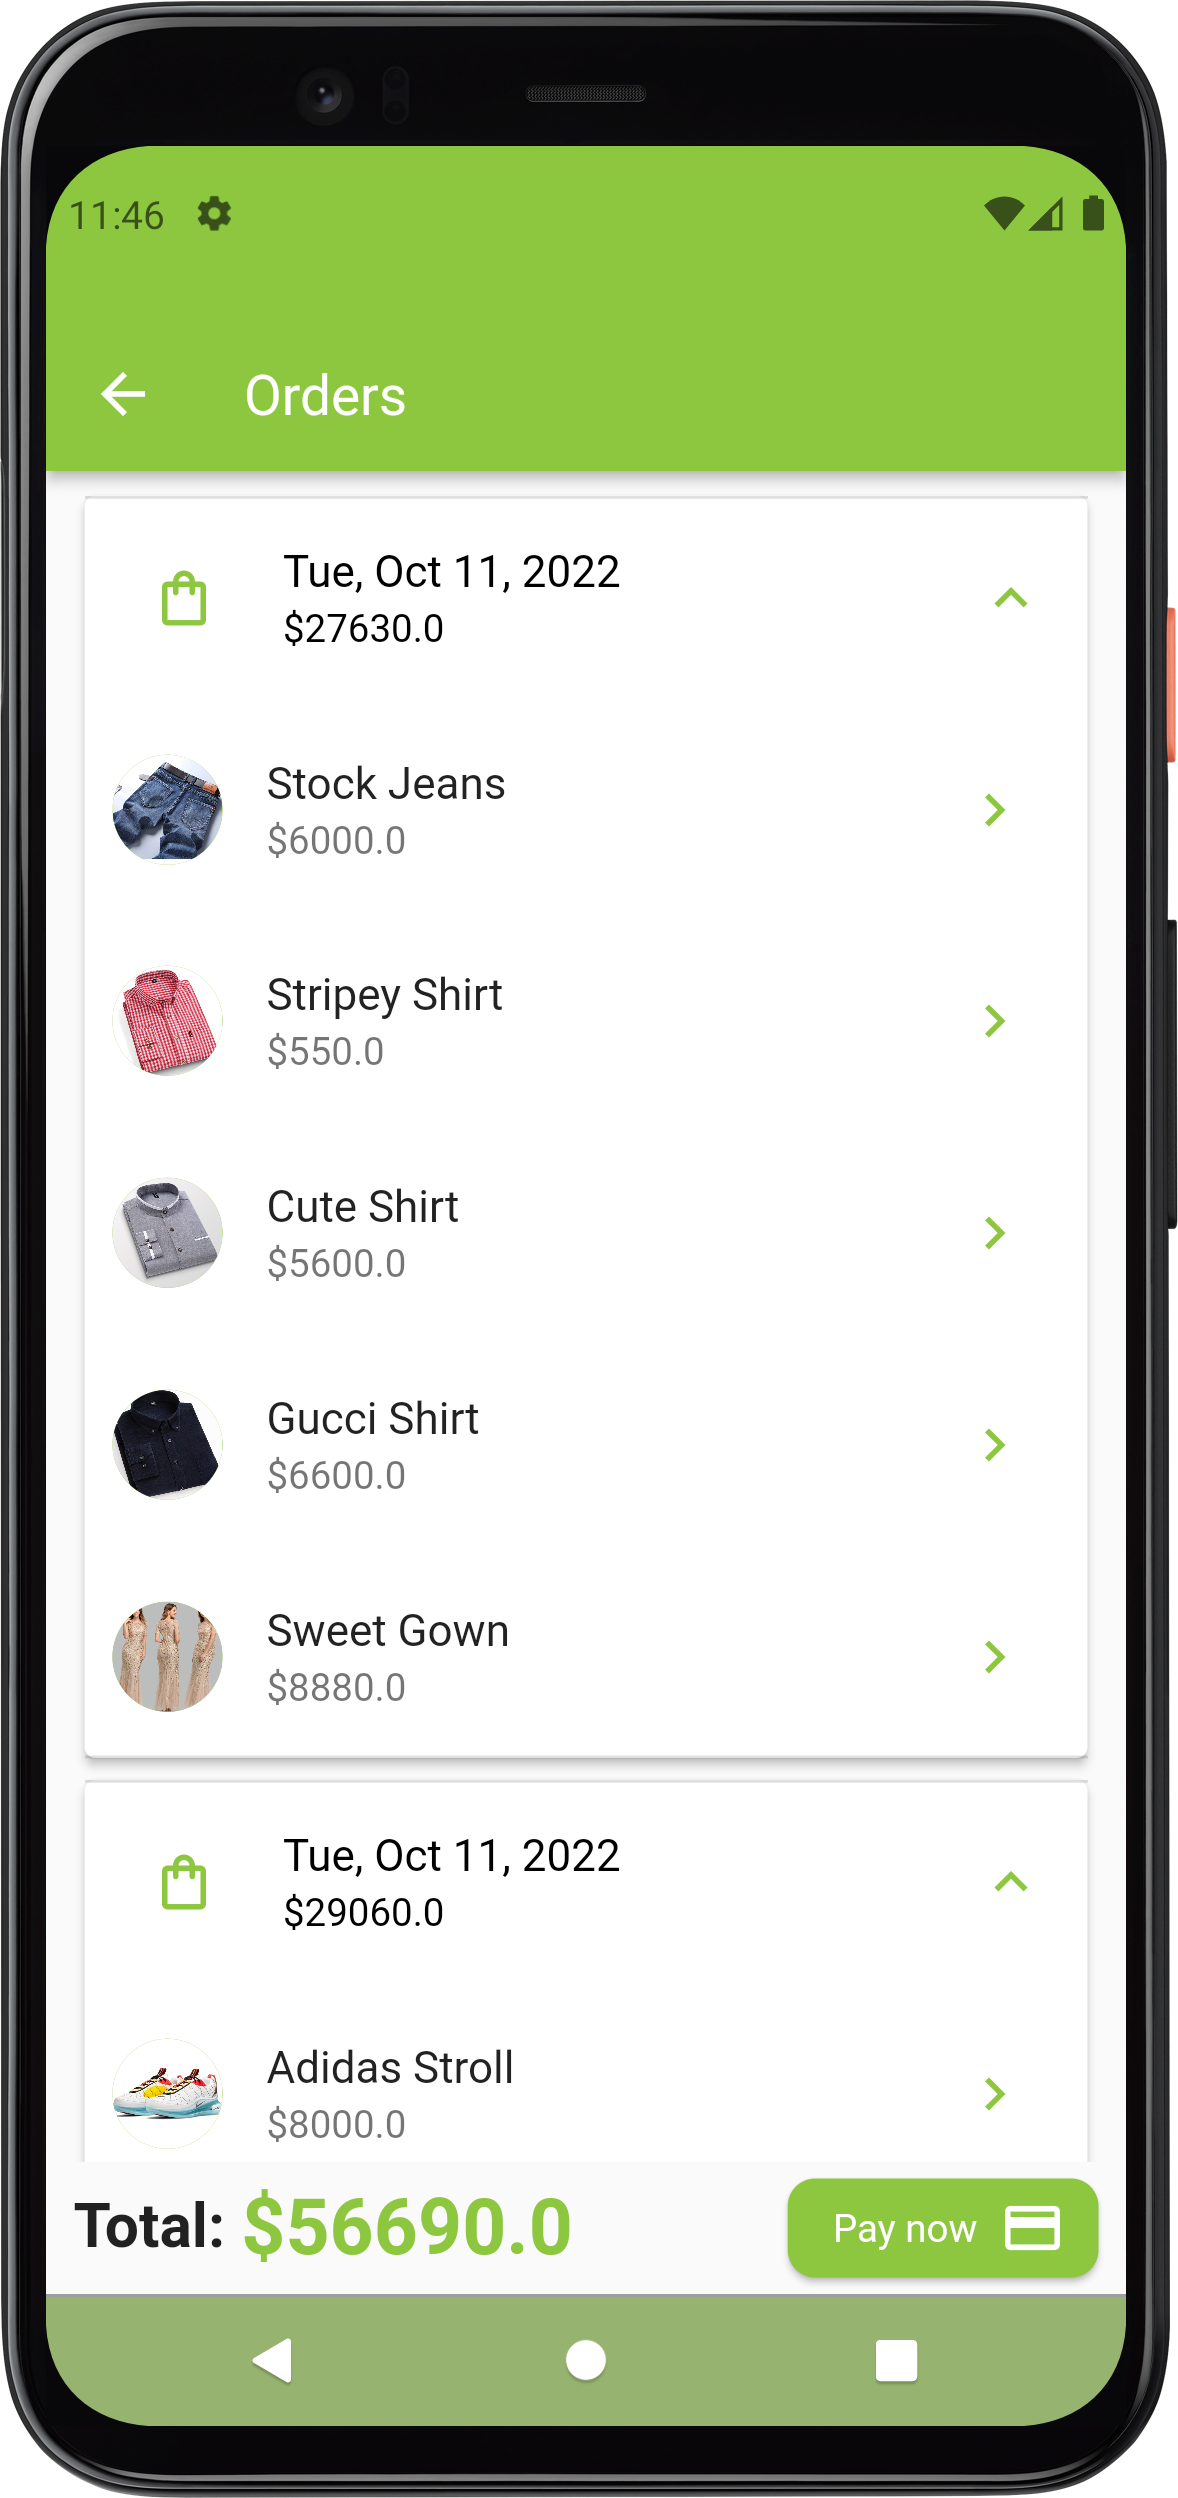 11:46
Orders
Tue, Oct 11, 2022
$27630.0
Stock Jeans
$6000.0
Stripey Shirt
$550.0
Cute Shirt
$5600.0
Gucci Shirt
$6600.0
Sweet Gown
$8880.0
Tue, Oct 11, 2022
$29060.0
Adidas Stroll
$8000.0
Total: $56690.0
Pay now